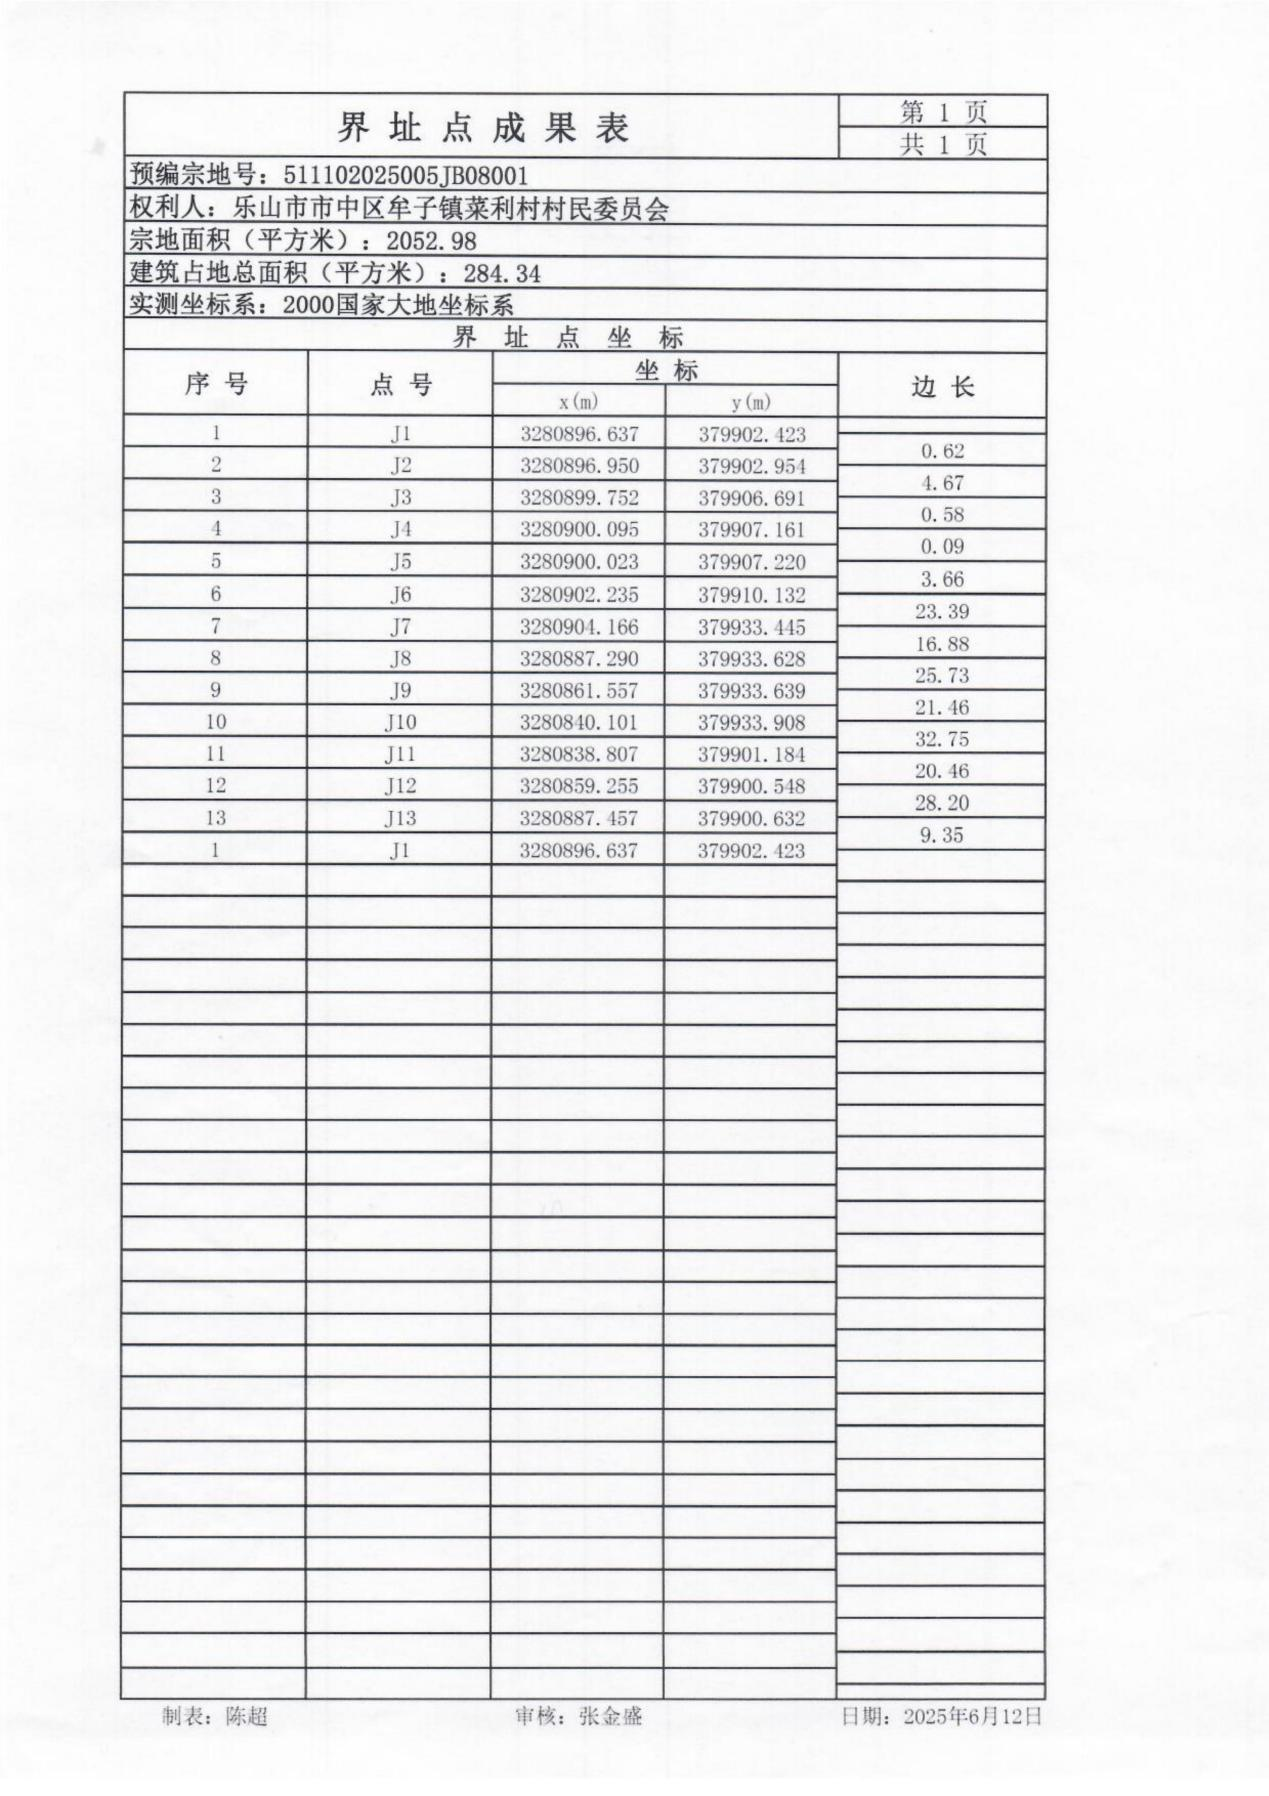 界址点成果表
第 1 页
共 1 页
预编宗地号：511102025005JB08001
权利人：乐山市市中区牟子镇菜利村村民委员会
宗地面积（平方米）：2052.98
建筑占地总面积（平方米）：284.34
实测坐标系：2000国家大地坐标系
界址点坐标
序号 点号 坐标 边长
x(m) y(m)
1 J1 3280896.637 379902.423
0.62
2 J2 3280896.950 379902.954
4.67
3 J3 3280899.752 379906.691
0.58
4 J4 3280900.095 379907.161
0.09
5 J5 3280900.023 379907.220
3.66
6 J6 3280902.235 379910.132
23.39
7 J7 3280904.166 379933.445
16.88
8 J8 3280887.290 379933.628
25.73
9 J9 3280861.557 379933.639
21.46
10 J10 3280840.101 379933.908
32.75
11 J11 3280838.807 379901.184
20.46
12 J12 3280859.255 379900.548
28.20
13 J13 3280887.457 379900.632
9.35
1 J1 3280896.637 379902.423
制表：陈超 审核：张金盛 日期：2025年6月12日